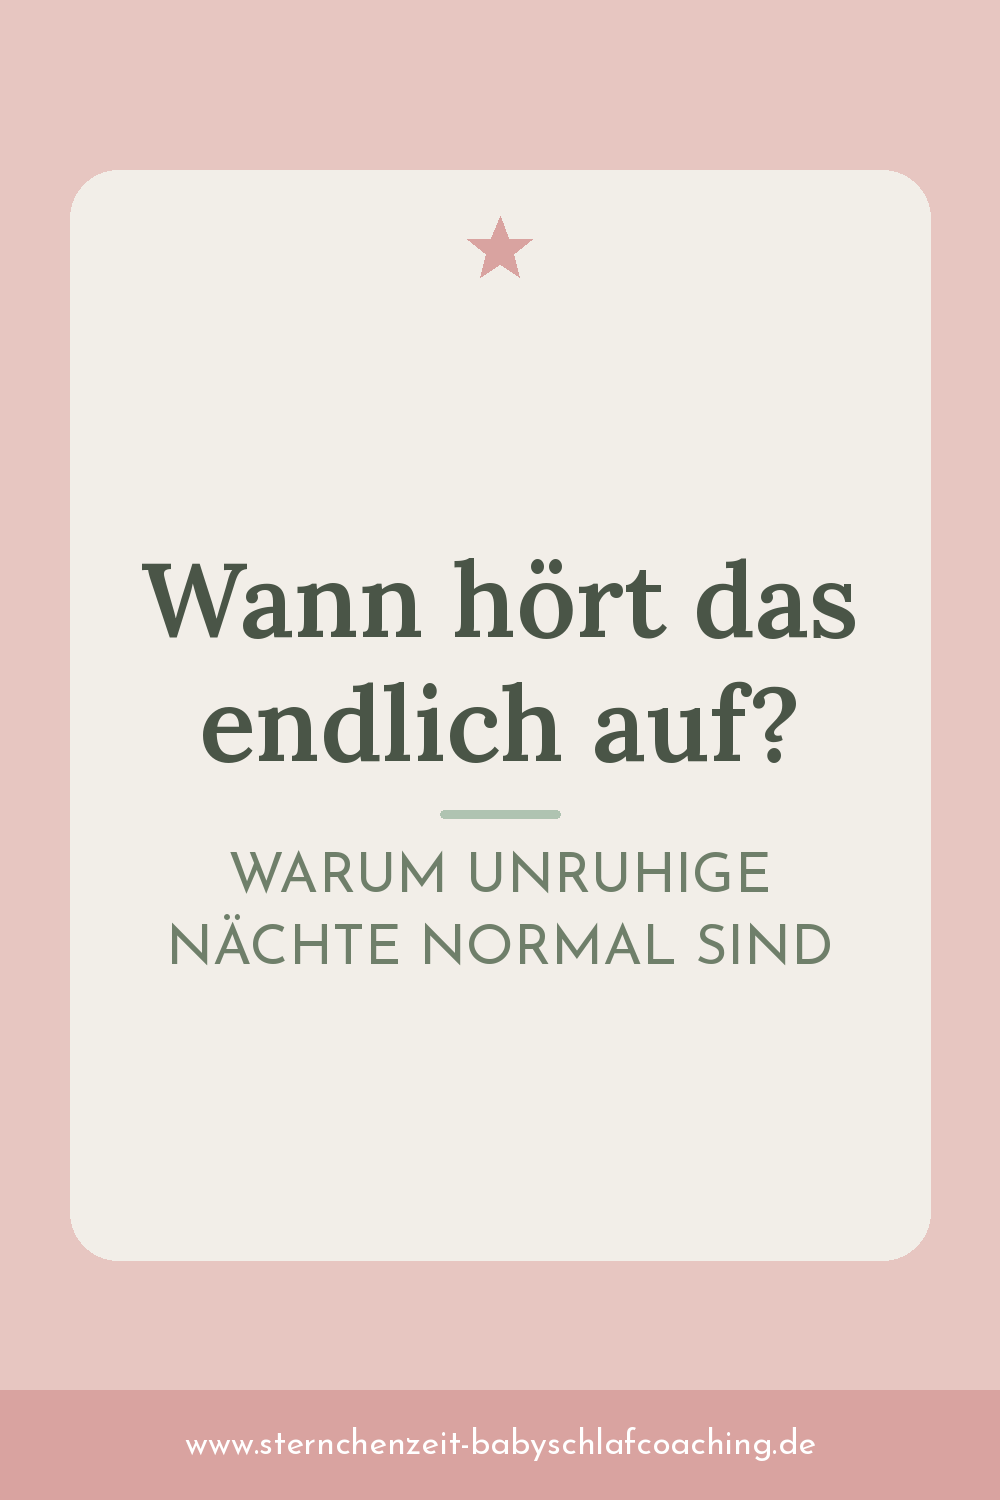 Wann hört das
endlich auf?
WARUM UNRUHIGE
NÄCHTE NORMAL SIND
www.sternchenzeit-babyschlafcoaching.de